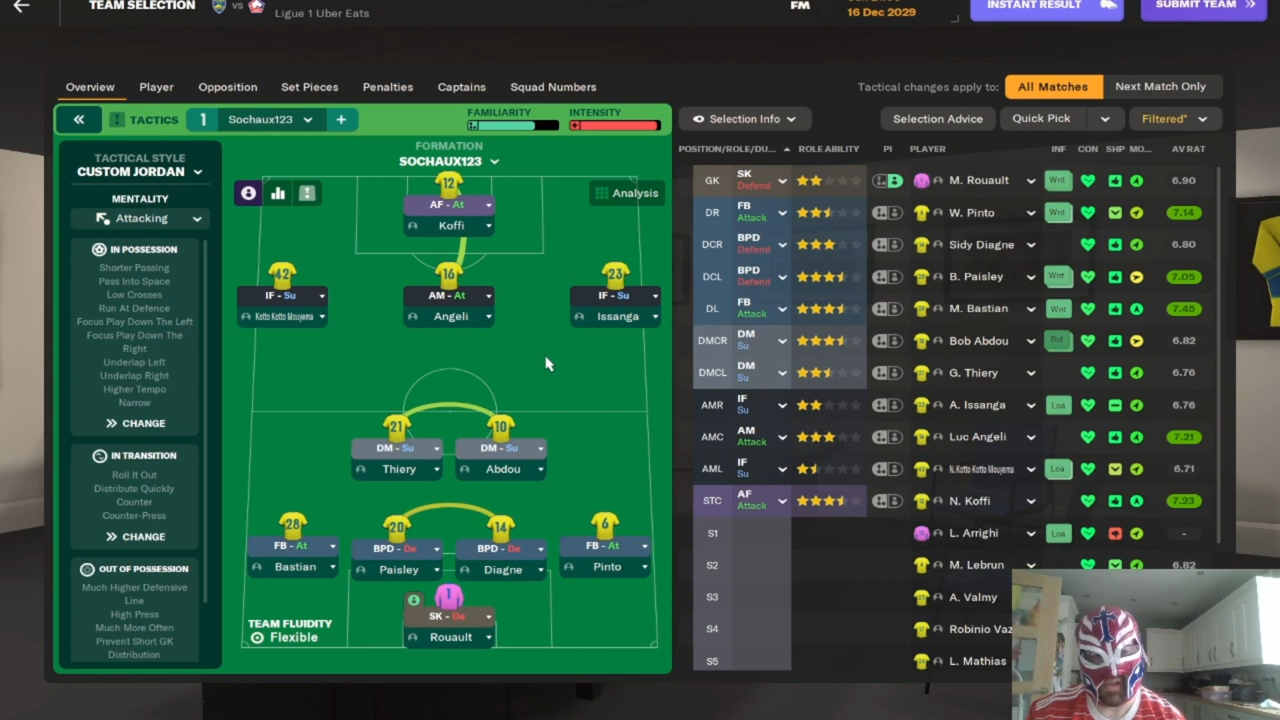 TEAM SELECTION
vs
Ligue 1 Uber Eats
FM
16 Dec 2029
INSTANT RESULT
SUBMIT TEAM
Overview Player Opposition Set Pieces Penalties Captains Squad Numbers
Tactical changes apply to: All Matches Next Match Only
TACTICS 1 Sochaux123 +
FAMILIARITY
INTENSITY
Selection Info
Selection Advice
Quick Pick
Filtered*
TACTICAL STYLE
CUSTOM JORDAN
MENTALITY
Attacking
IN POSSESSION
Shorter Passing
Pass Into Space
Low Crosses
Run At Defence
Focus Play Down The Left
Focus Play Down The
Right
Underlap Left
Underlap Right
Higher Tempo
Narrow
CHANGE
IN TRANSITION
Roll It Out
Distribute Quickly
Counter
Counter-Press
CHANGE
OUT OF POSSESSION
Much Higher Defensive
Line
High Press
Much More Often
Prevent Short GK
Distribution
FORMATION
SOCHAUX123
Analysis
12
AF - At
Koffi
42
IF - Su
Kotto Kotto Mouyema
16
AM - At
Angeli
23
IF - Su
Issanga
21
DM - Su
Thiery
10
DM - Su
Abdou
28
FB - At
Bastian
20
BPD - De
Paisley
14
BPD - De
Diagne
6
FB - At
Pinto
1
SK - De
Rouault
TEAM FLUIDITY
Flexible
POSITION/ROLE/DU... ROLE ABILITY PI PLAYER INF CON SHP MO... AV RAT
GK SK Defend M. Rouault Wnt 6.90
DR FB Attack W. Pinto Wnt 7.14
DCR BPD Defend Sidy Diagne 6.80
DCL BPD Defend B. Paisley Wnt 7.05
DL FB Attack M. Bastian Wnt 7.45
DMCR DM Su Bob Abdou Bid 6.82
DMCL DM Su G. Thiery 6.76
AMR IF Su A. Issanga Loa 6.76
AMC AM Attack Luc Angeli 7.21
AML IF Su N. Kotto Kotto Mouyema Loa 6.71
STC AF Attack N. Koffi 7.23
S1 L. Arrighi Loa -
S2 M. Lebrun 6.82
S3 A. Valmy
S4 Robinio Vaz
S5 L. Mathias